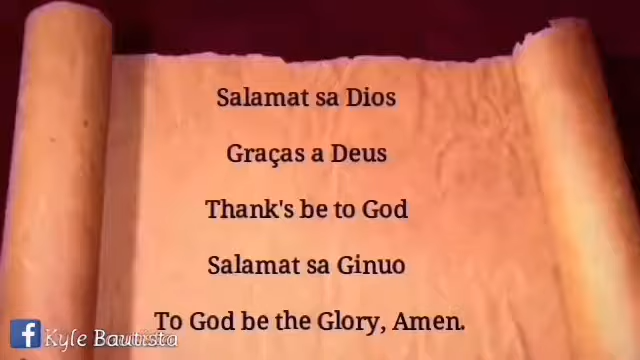 Salamat sa Dios
Graças a Deus
Thank's be to God
Salamat sa Ginuo
To God be the Glory, Amen.
f Kyle Bautista